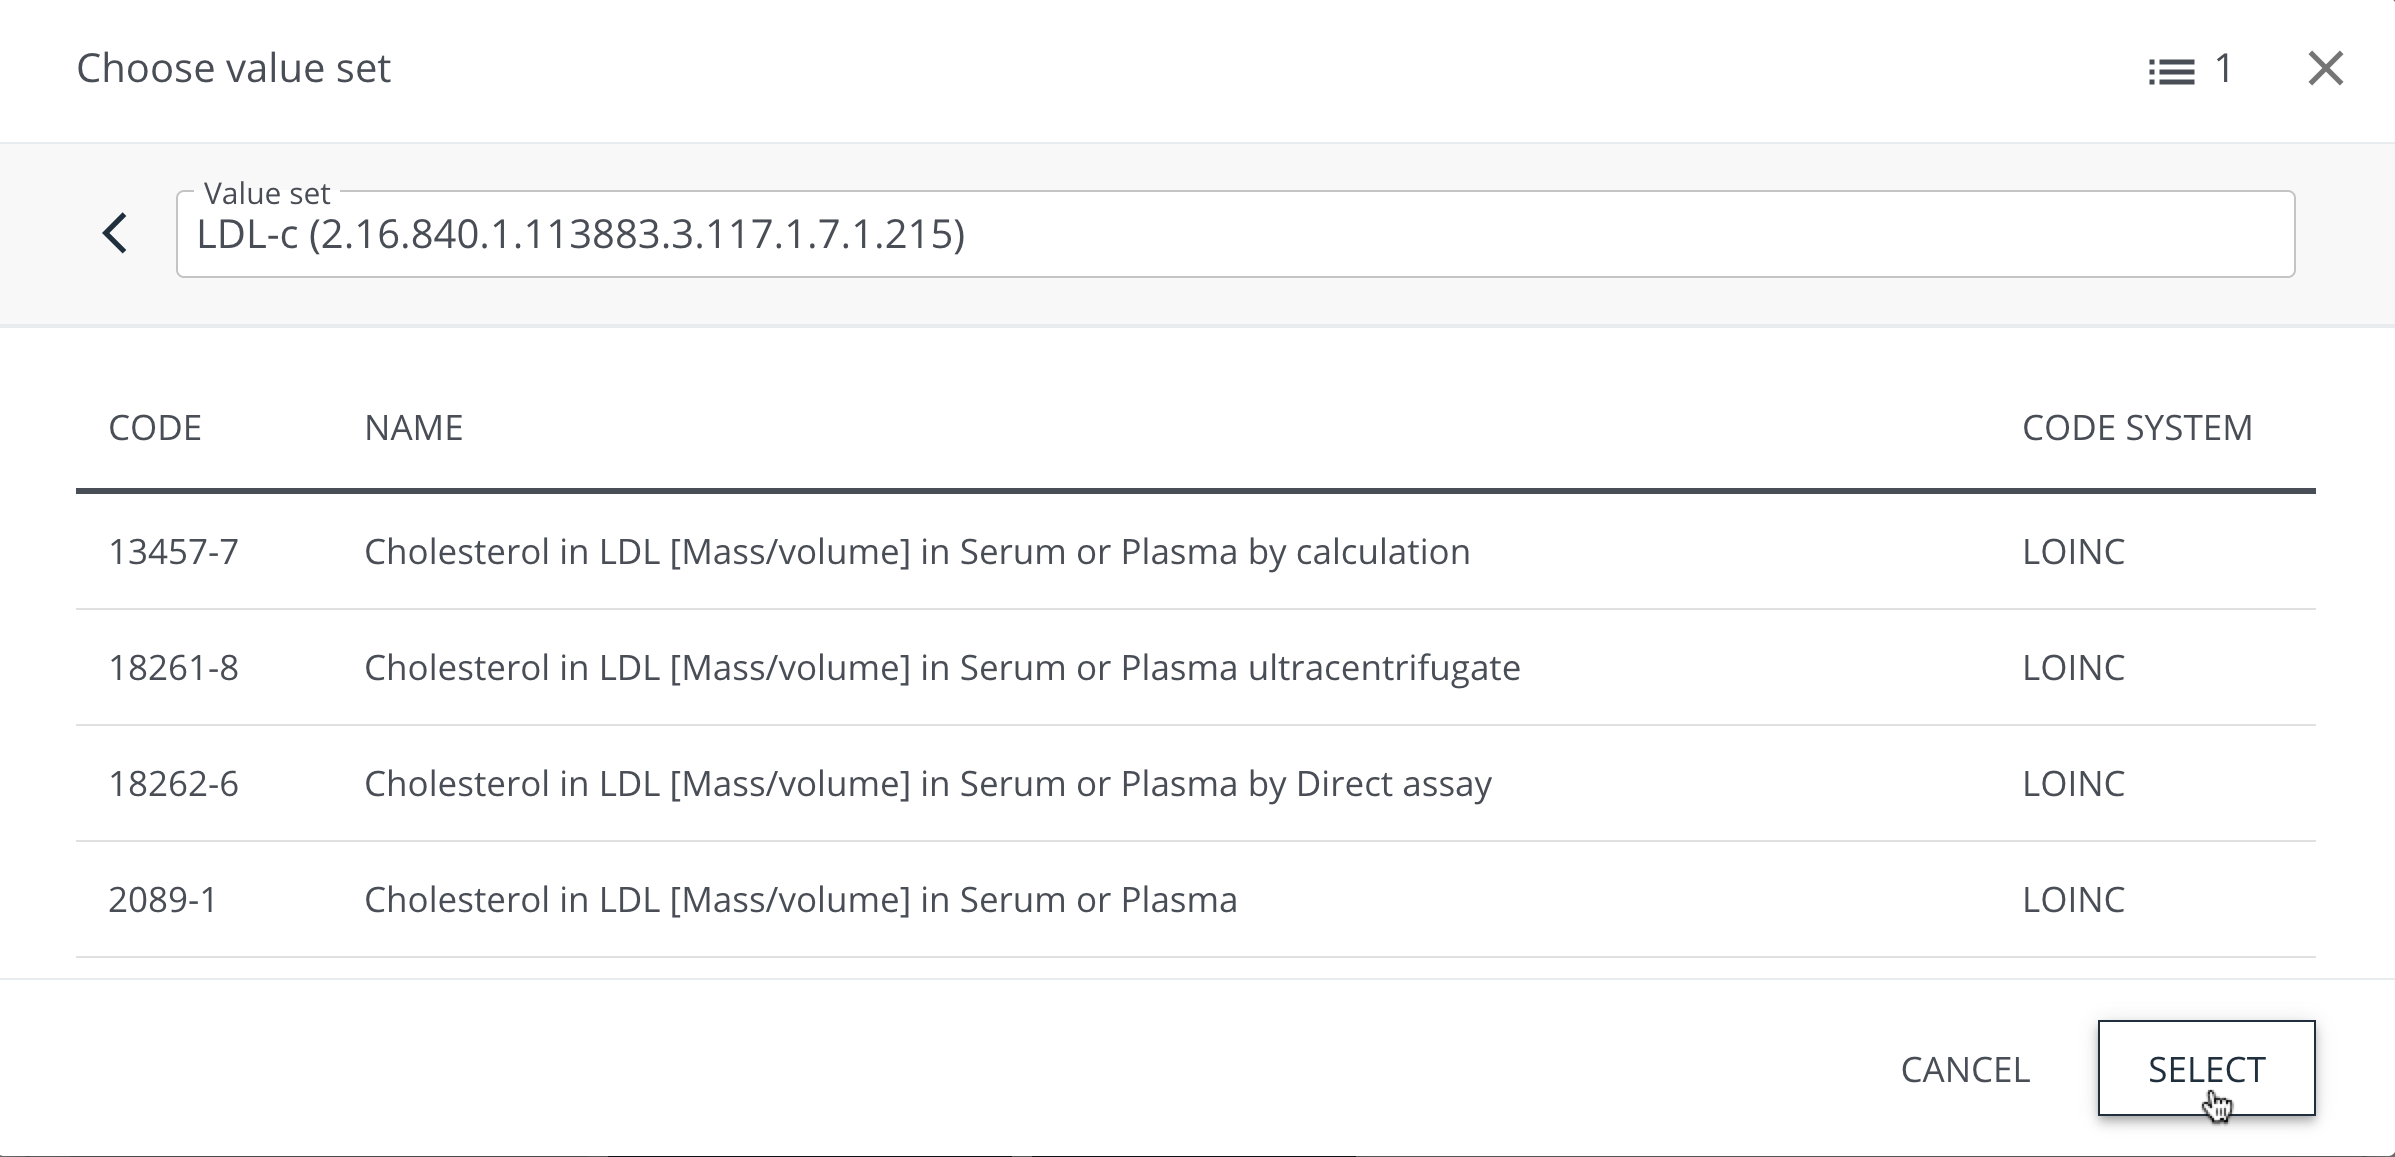 Choose value set
1
Value set
LDL-c (2.16.840.1.113883.3.117.1.7.1.215)
CODE NAME CODE SYSTEM
13457-7 Cholesterol in LDL [Mass/volume] in Serum or Plasma by calculation LOINC
18261-8 Cholesterol in LDL [Mass/volume] in Serum or Plasma ultracentrifugate LOINC
18262-6 Cholesterol in LDL [Mass/volume] in Serum or Plasma by Direct assay LOINC
2089-1 Cholesterol in LDL [Mass/volume] in Serum or Plasma LOINC
CANCEL SELECT